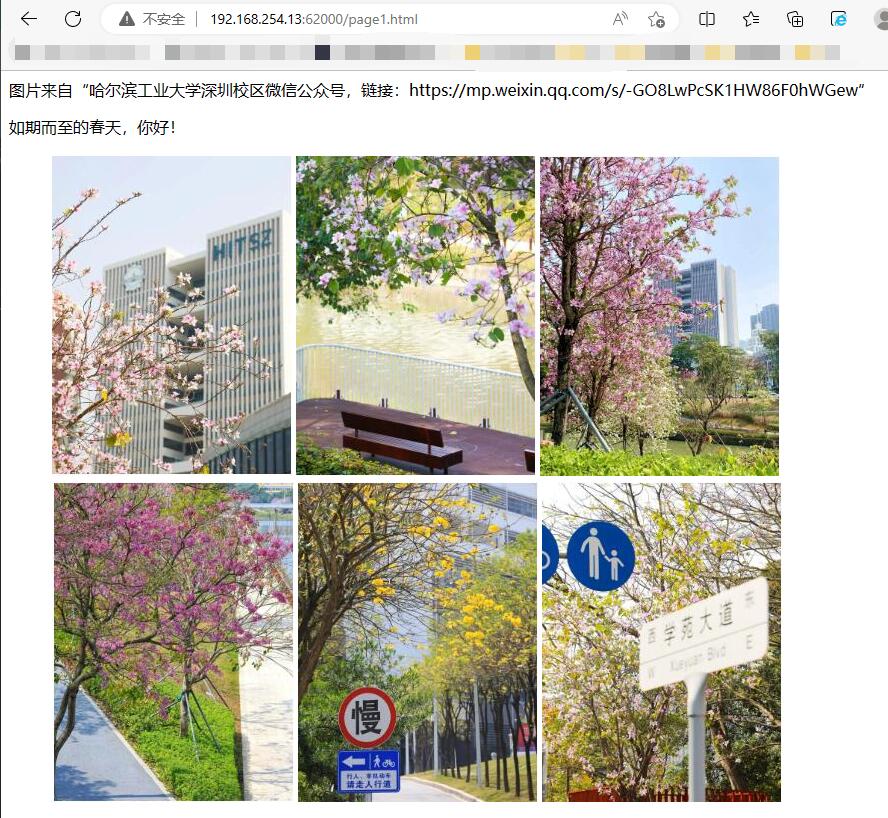 不安全 192.168.254.13:62000/page1.html
图片来自“哈尔滨工业大学深圳校区微信公众号，链接：https://mp.weixin.qq.com/s/-GO8LwPcSK1HW86F0hWGew”
如期而至的春天，你好！
HITSZ
慢
行人、非机动车
请走人行道
西 学苑大道 东
W Xueyuan Blvd E